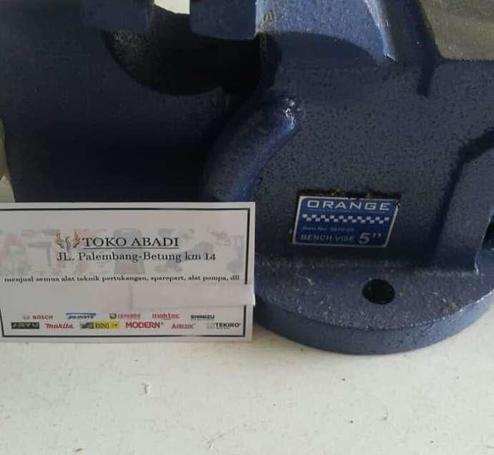 TOKO ABADI
JL. Palembang-Betung km 14
menjual semua alat teknik pertukangan, sparepart, alat pompa, dll
BOSCH
maktec
makita
MODERN
TEKIRO
ORANGE
BENCH VISE 5"